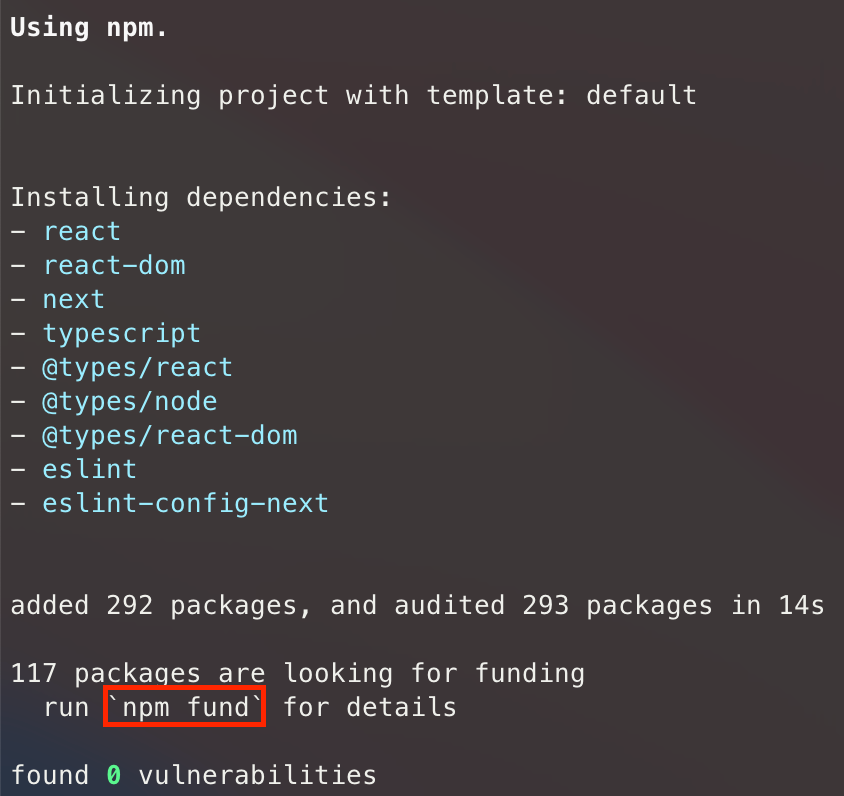 Using npm.
Initializing project with template: default
Installing dependencies:
- react
- react-dom
- next
- typescript
- @types/react
- @types/node
- @types/react-dom
- eslint
- eslint-config-next
added 292 packages, and audited 293 packages in 14s
117 packages are looking for funding
run `npm fund` for details
found 0 vulnerabilities